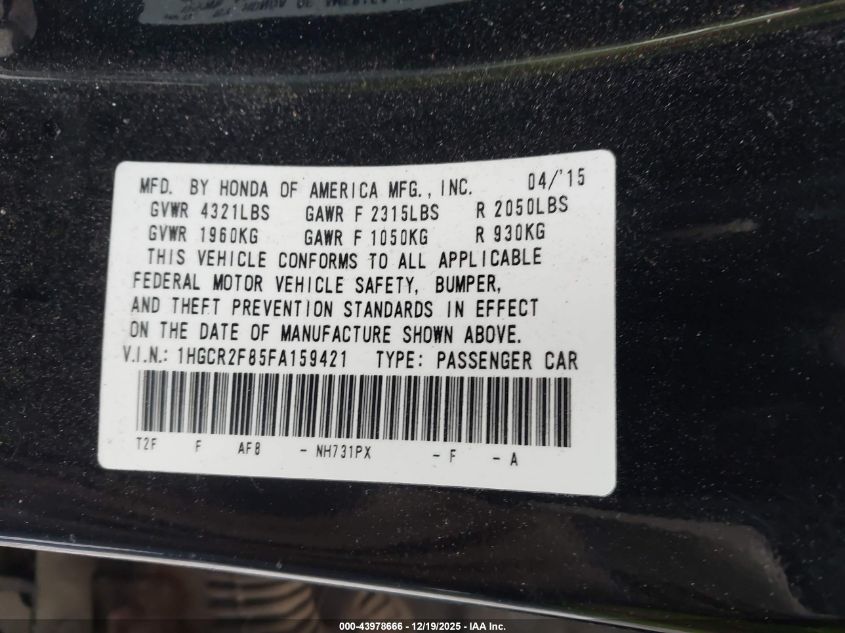 MFD. BY HONDA OF AMERICA MFG., INC. 04/'15
GVWR 4321LBS GAWR F 2315LBS R 2050LBS
GVWR 1960KG GAWR F 1050KG R 930KG
THIS VEHICLE CONFORMS TO ALL APPLICABLE
FEDERAL MOTOR VEHICLE SAFETY, BUMPER,
AND THEFT PREVENTION STANDARDS IN EFFECT
ON THE DATE OF MANUFACTURE SHOWN ABOVE.
V.I.N.: 1HGCR2F85FA159421 TYPE: PASSENGER CAR
T2F F AF8 - NH731PX - F - A
000-43978666 - 12/19/2025 - IAA Inc.